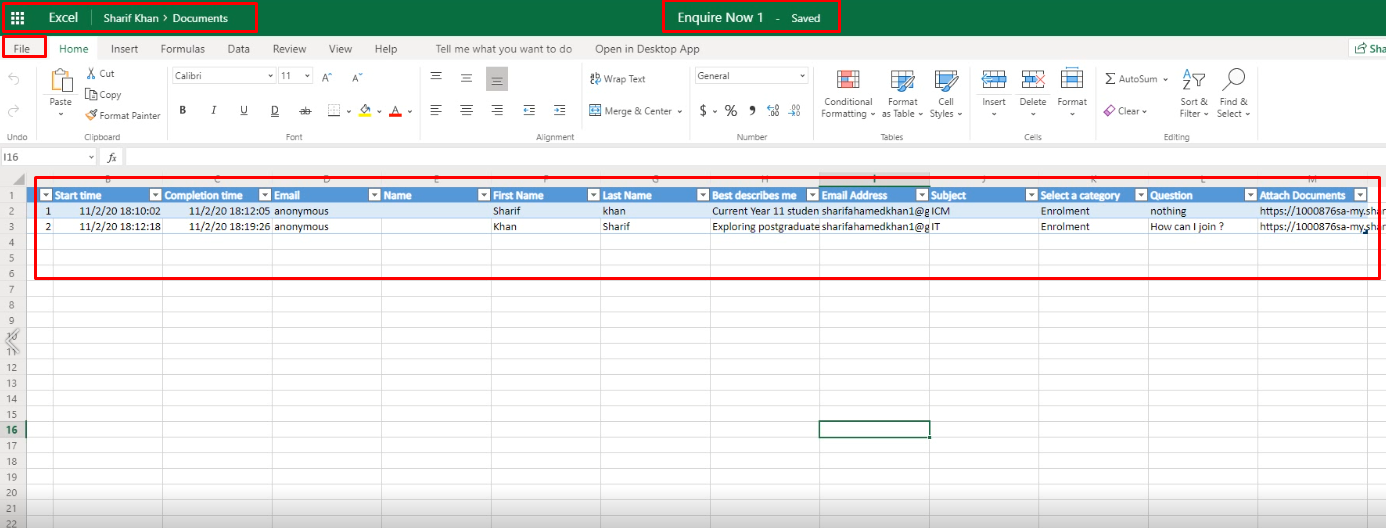 Excel Sharif Khan > Documents Enquire Now 1 - Saved
File Home Insert Formulas Data Review View Help Tell me what you want to do Open in Desktop App Sha
Cut Calibri 11 A^ Aˇ Wrap Text General AutoSum
Copy
Paste Format Painter B I U D ab A Merge & Center $ % , Conditional Formatting Format as Table Cell Styles Insert Delete Format Clear Sort & Filter Find & Select
Undo Clipboard Font Alignment Number Tables Cells Editing
I16 fx
B C D E F G H I J K L M
1 Start time Completion time Email Name First Name Last Name Best describes me Email Address Subject Select a category Question Attach Documents
2 1 11/2/20 18:10:02 11/2/20 18:12:05 anonymous Sharif khan Current Year 11 studen sharifahamedkhan1@g ICM Enrolment nothing https://1000876sa-my.shar
3 2 11/2/20 18:12:18 11/2/20 18:19:26 anonymous Khan Sharif Exploring postgraduate sharifahamedkhan1@g IT Enrolment How can I join ? https://1000876sa-my.shar
4
5
6
7
8
9
10
11
12
13
14
15
16
17
18
19
20
21
22